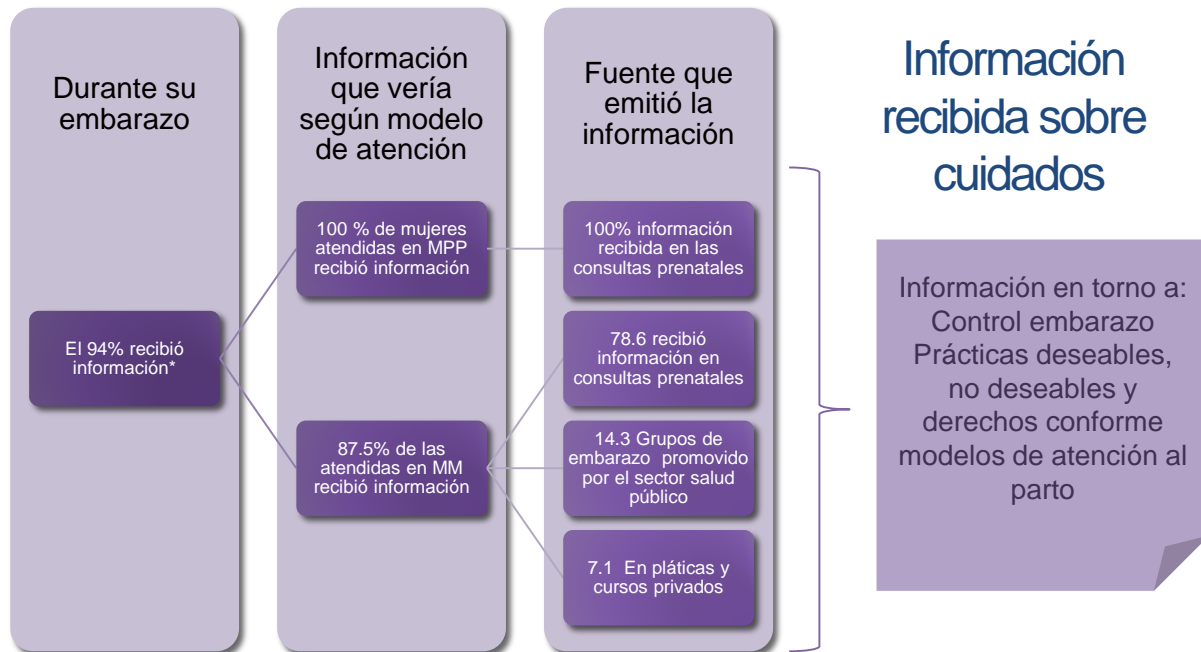 Durante su
embarazo
El 94% recibió
información*
Información
que vería
según modelo
de atención
100 % de mujeres
atendidas en MPP
recibió información
87.5% de las
atendidas en MM
recibió información
Fuente que
emitió la
información
100% información
recibida en las
consultas prenatales
78.6 recibió
información en
consultas prenatales
14.3 Grupos de
embarazo promovido
por el sector salud
público
7.1 En pláticas y
cursos privados
Información
recibida sobre
cuidados
Información en torno a:
Control embarazo
Prácticas deseables,
no deseables y
derechos conforme
modelos de atención al
parto